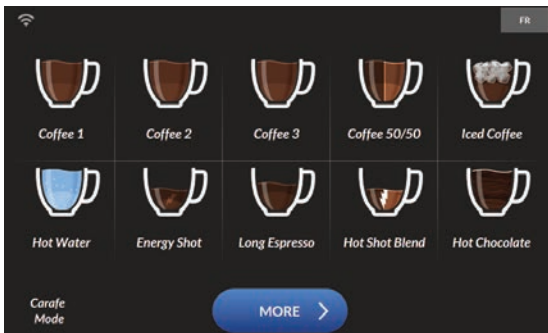 FR
Coffee 1
Coffee 2
Coffee 3
Coffee 50/50
Iced Coffee
Hot Water
Energy Shot
Long Espresso
Hot Shot Blend
Hot Chocolate
Carafe
Mode
MORE